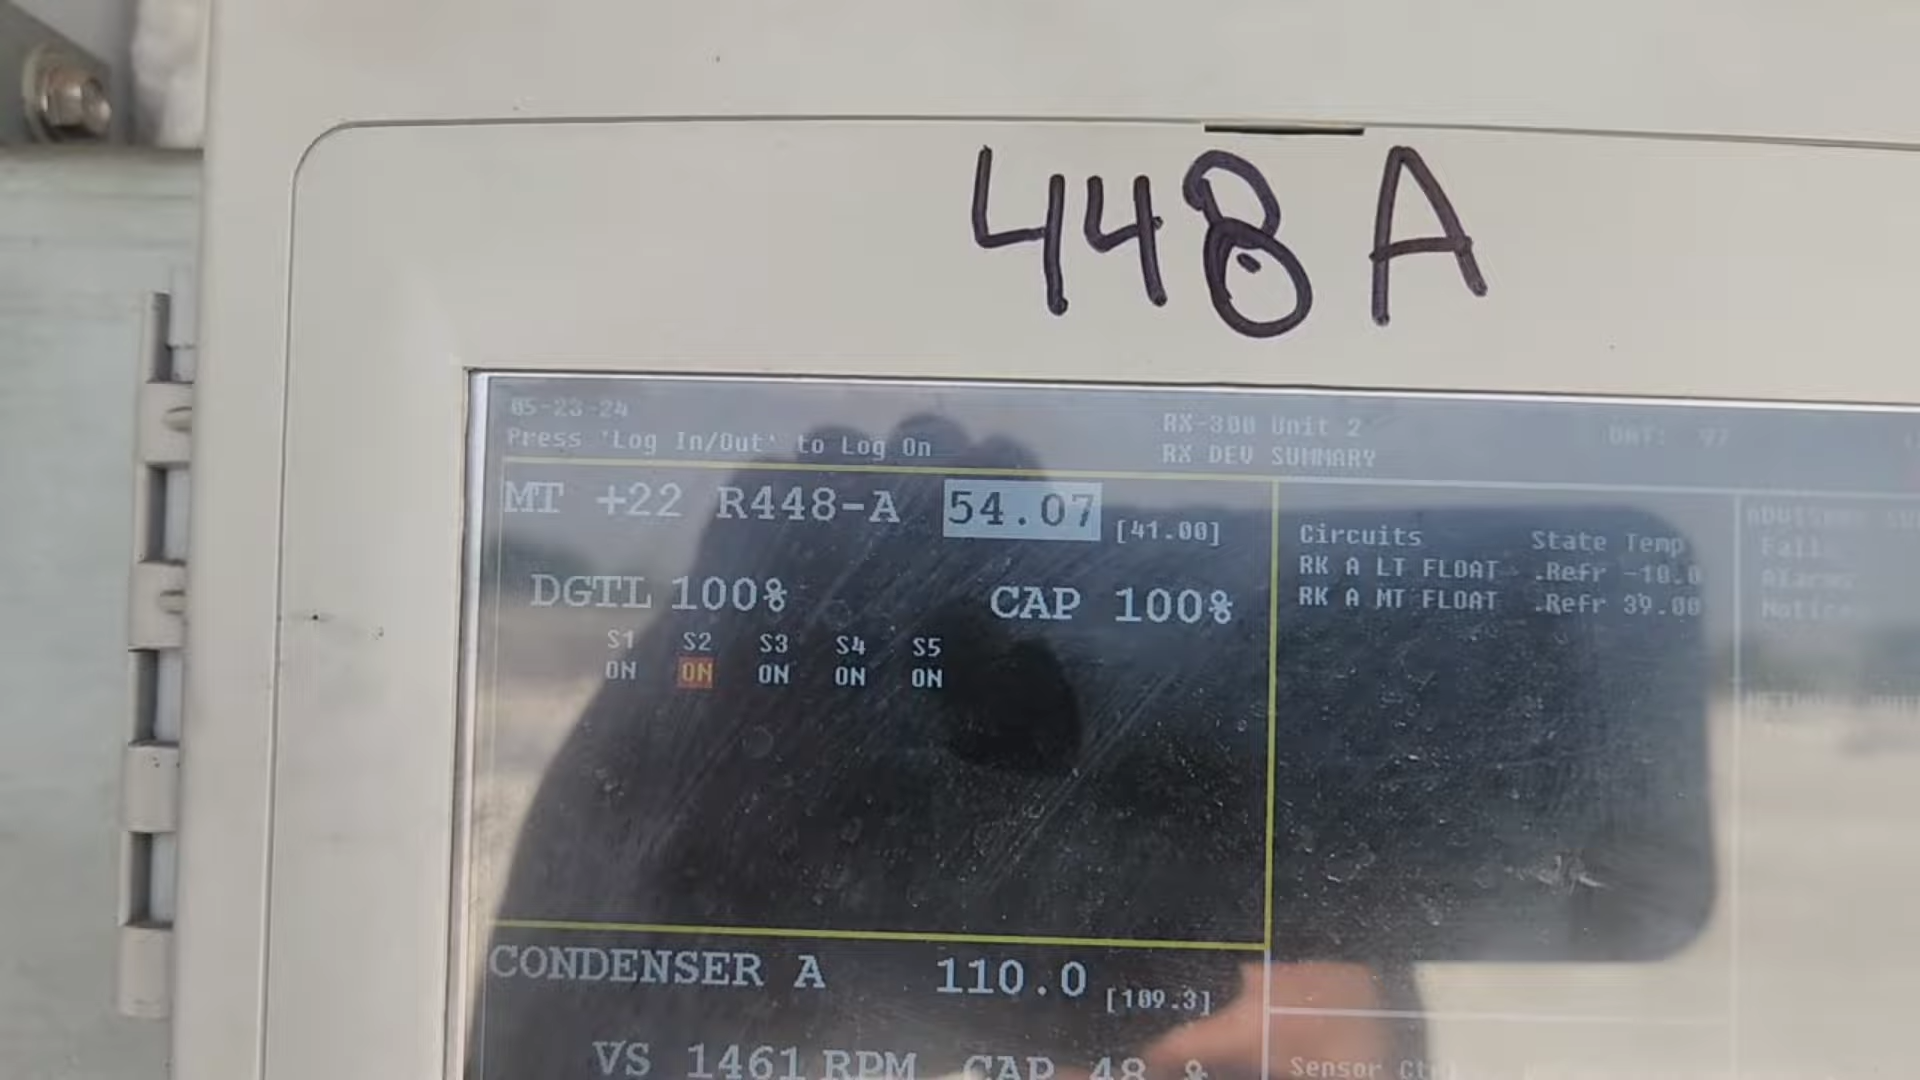 448A
05-23-24
RX-300 Unit 2
OAT: 97
Press 'Log In/Out' to Log On
RX DEV SUMMARY
MT +22 R448-A 54.07 [41.00]
DGTL 100% CAP 100%
S1 S2 S3 S4 S5
ON ON ON ON ON
Circuits State Temp
RK A LT FLOAT .Refr -10.0
RK A MT FLOAT .Refr 39.00
CONDENSER A 110.0 [109.3]
VS 1461 RPM CAP 48 %
Sensor